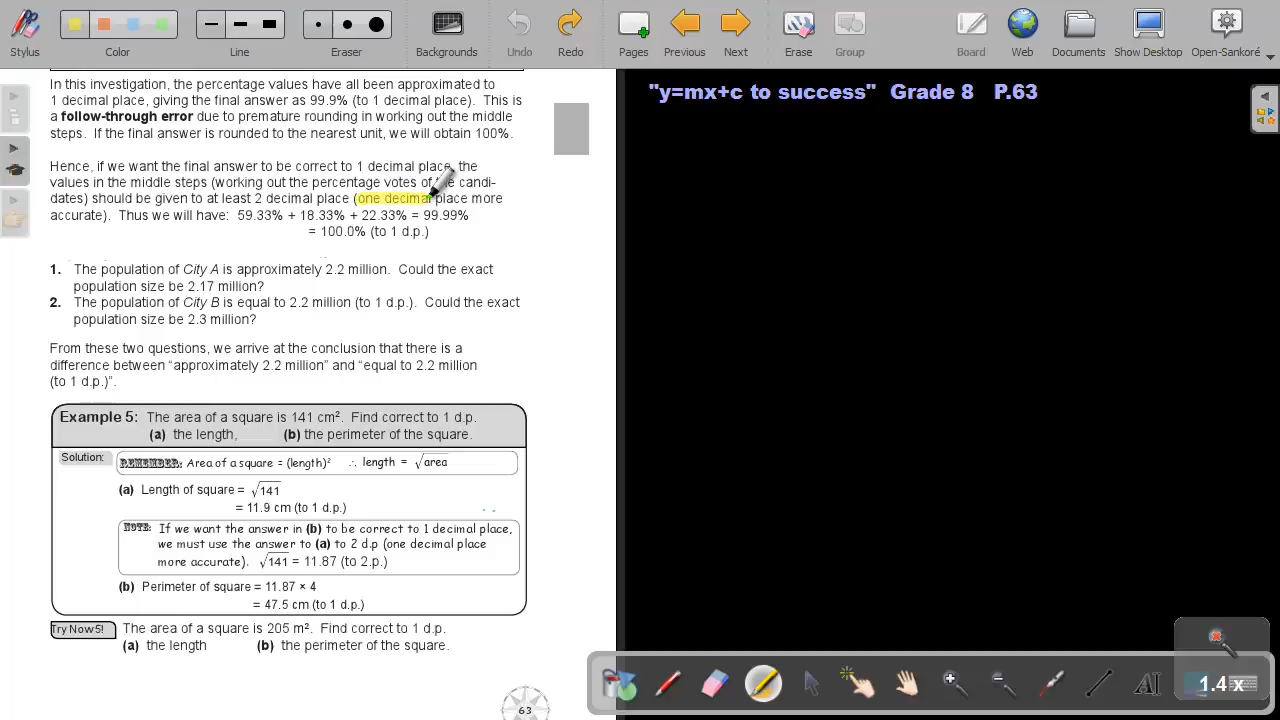 Stylus
Color
Line
Eraser
Backgrounds
Undo
Redo
Pages
Previous
Next
Erase
Group
Board
Web
Documents
Show Desktop
Open-Sankoré
In this investigation, the percentage values have all been approximated to
1 decimal place, giving the final answer as 99.9% (to 1 decimal place). This is
a follow-through error due to premature rounding in working out the middle
steps. If the final answer is rounded to the nearest unit, we will obtain 100%.
Hence, if we want the final answer to be correct to 1 decimal place, the
values in the middle steps (working out the percentage votes of the candi-
dates) should be given to at least 2 decimal place (one decimal place more
accurate). Thus we will have: 59.33% + 18.33% + 22.33% = 99.99%
= 100.0% (to 1 d.p.)
1. The population of City A is approximately 2.2 million. Could the exact
population size be 2.17 million?
2. The population of City B is equal to 2.2 million (to 1 d.p.). Could the exact
population size be 2.3 million?
From these two questions, we arrive at the conclusion that there is a
difference between “approximately 2.2 million” and “equal to 2.2 million
(to 1 d.p.)”.
Example 5: The area of a square is 141 cm². Find correct to 1 d.p.
(a) the length, (b) the perimeter of the square.
Solution:
REMEMBER: Area of a square = (length)² ∴ length = √area
(a) Length of square = √141
= 11.9 cm (to 1 d.p.)
NOTE: If we want the answer in (b) to be correct to 1 decimal place,
we must use the answer to (a) to 2 d.p (one decimal place
more accurate). √141 = 11.87 (to 2.p.)
(b) Perimeter of square = 11.87 × 4
= 47.5 cm (to 1 d.p.)
Try Now5! The area of a square is 205 m². Find correct to 1 d.p.
(a) the length (b) the perimeter of the square.
63
"y=mx+c to success" Grade 8 P.63
1.4 x